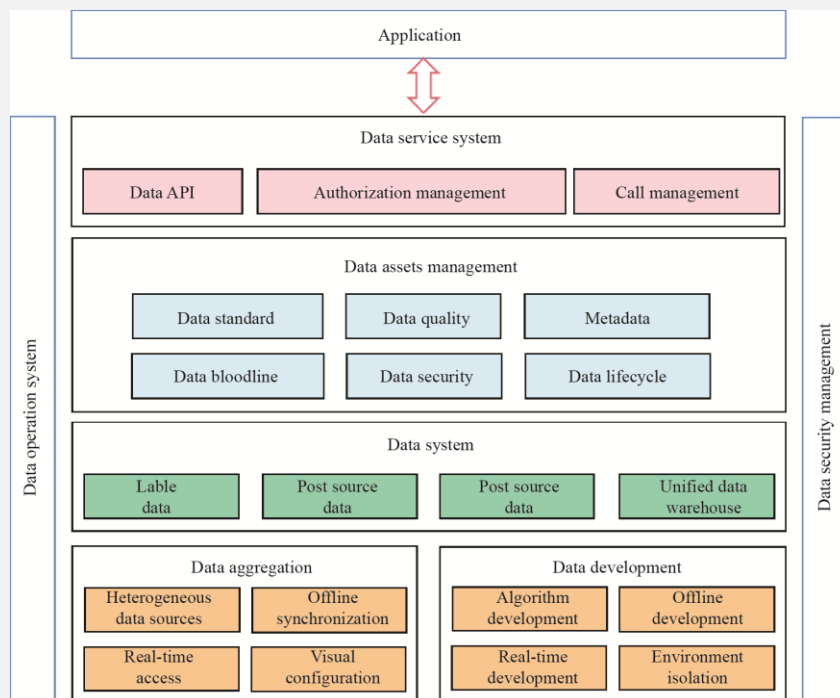 Application
Data service system
Data API
Authorization management
Call management
Data assets management
Data standard
Data quality
Metadata
Data bloodline
Data security
Data lifecycle
Data system
Lable
data
Post source
data
Post source
data
Unified data
warehouse
Data aggregation
Heterogeneous
data sources
Offline
synchronization
Real-time
access
Visual
configuration
Data development
Algorithm
development
Offline
development
Real-time
development
Environment
isolation
Data operation system
Data security management